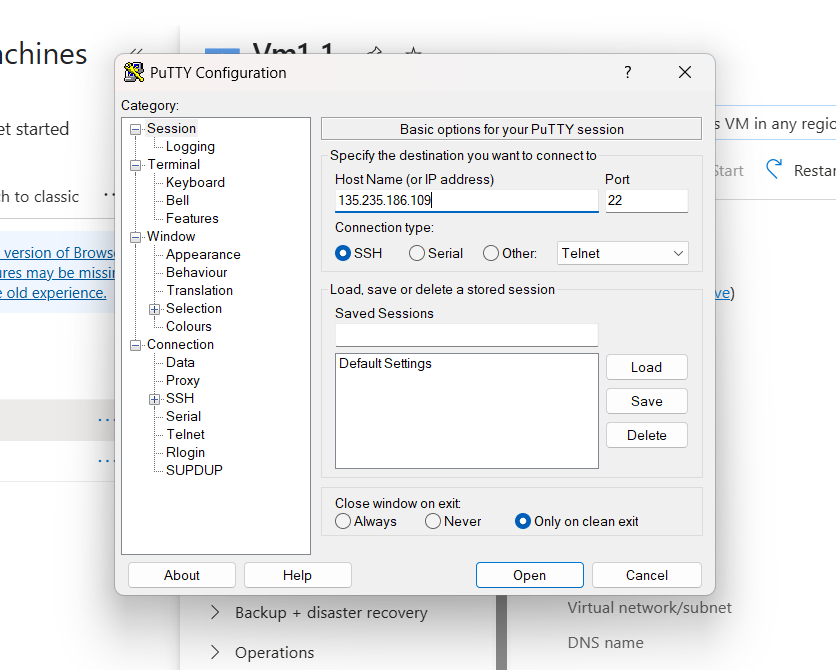 achines
Vm1.1
PuTTY Configuration
?
Category:
et started
Session
Logging
Terminal
Keyboard
Bell
Features
Window
Appearance
Behaviour
Translation
Selection
Colours
Connection
Data
Proxy
SSH
Serial
Telnet
Rlogin
SUPDUP
Basic options for your PuTTY session
Specify the destination you want to connect to
Host Name (or IP address) Port
135.235.186.109 22
Connection type:
SSH Serial Other: Telnet
Load, save or delete a stored session
Saved Sessions
Default Settings
Load
Save
Delete
Close window on exit:
Always Never Only on clean exit
About Help Open Cancel
h to classic
version of Brows
ures may be missin
e old experience.
s VM in any regio
Start Restar
ve)
Backup + disaster recovery
Operations
Virtual network/subnet
DNS name